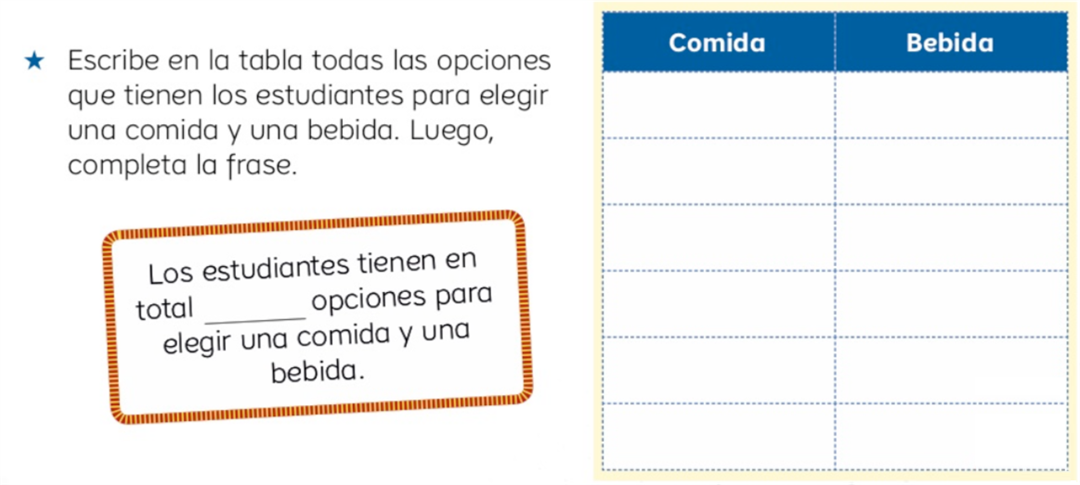 ★ Escribe en la tabla todas las opciones
que tienen los estudiantes para elegir
una comida y una bebida. Luego,
completa la frase.
Los estudiantes tienen en
total ________ opciones para
elegir una comida y una
bebida.
Comida Bebida